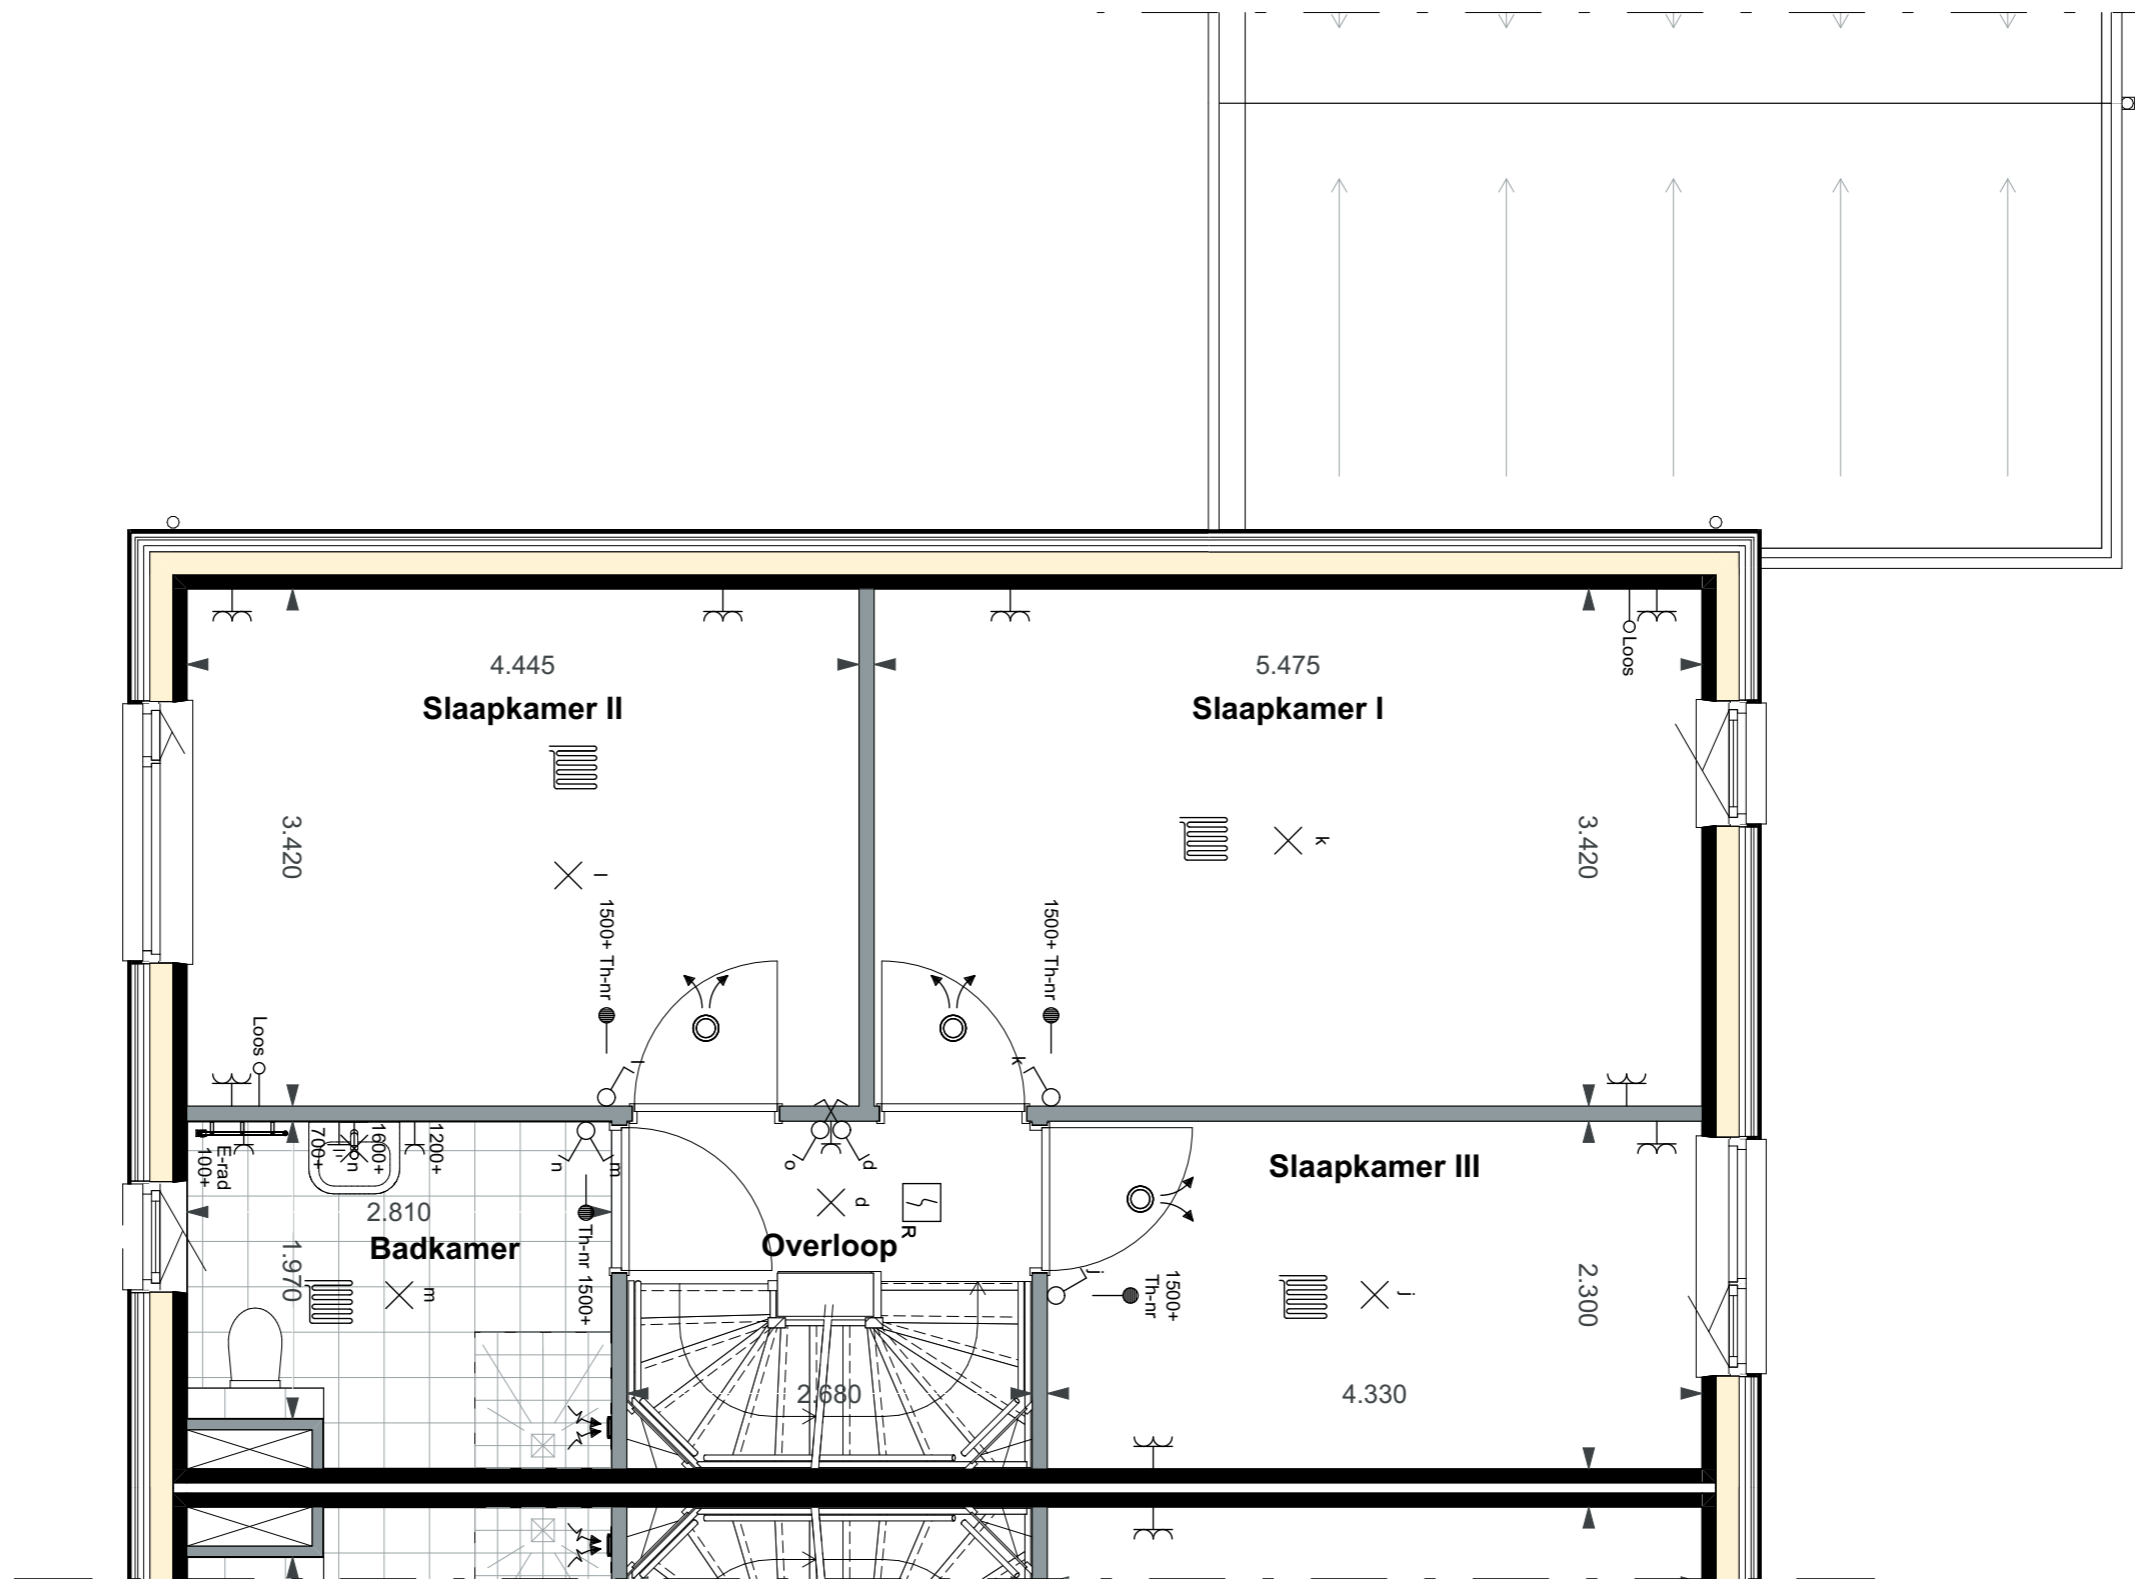 Loos
4.445
5.475
Slaapkamer II
Slaapkamer I
3.420
k
3.420
l
1500+ Th-nr
1500+ Th-nr
Loos
l
k
700+
n
1600+
1200+
E-rad
100+
n
m
o
d
Slaapkamer III
2.810
d
R
Badkamer
Overloop
1.970
m
Th-nr 1500+
j
1500+
Th-nr
j
2.300
2.680
4.330